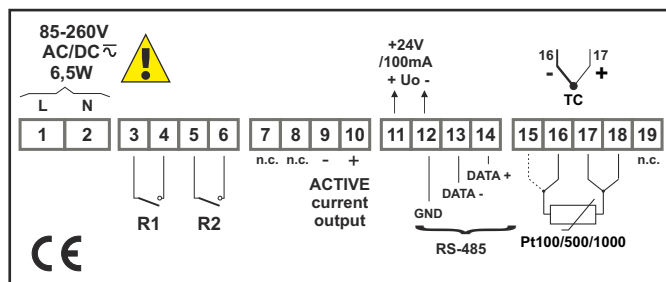 85-260V
AC/DC
6,5W
L N
+24V
/100mA
+ Uo -
16 17
- +
TC
1 2 3 4 5 6 7 8 9 10 11 12 13 14 15 16 17 18 19
n.c. n.c. - +
n.c.
R1 R2
ACTIVE
current
output
DATA +
DATA -
GND
RS-485
Pt100/500/1000
CE